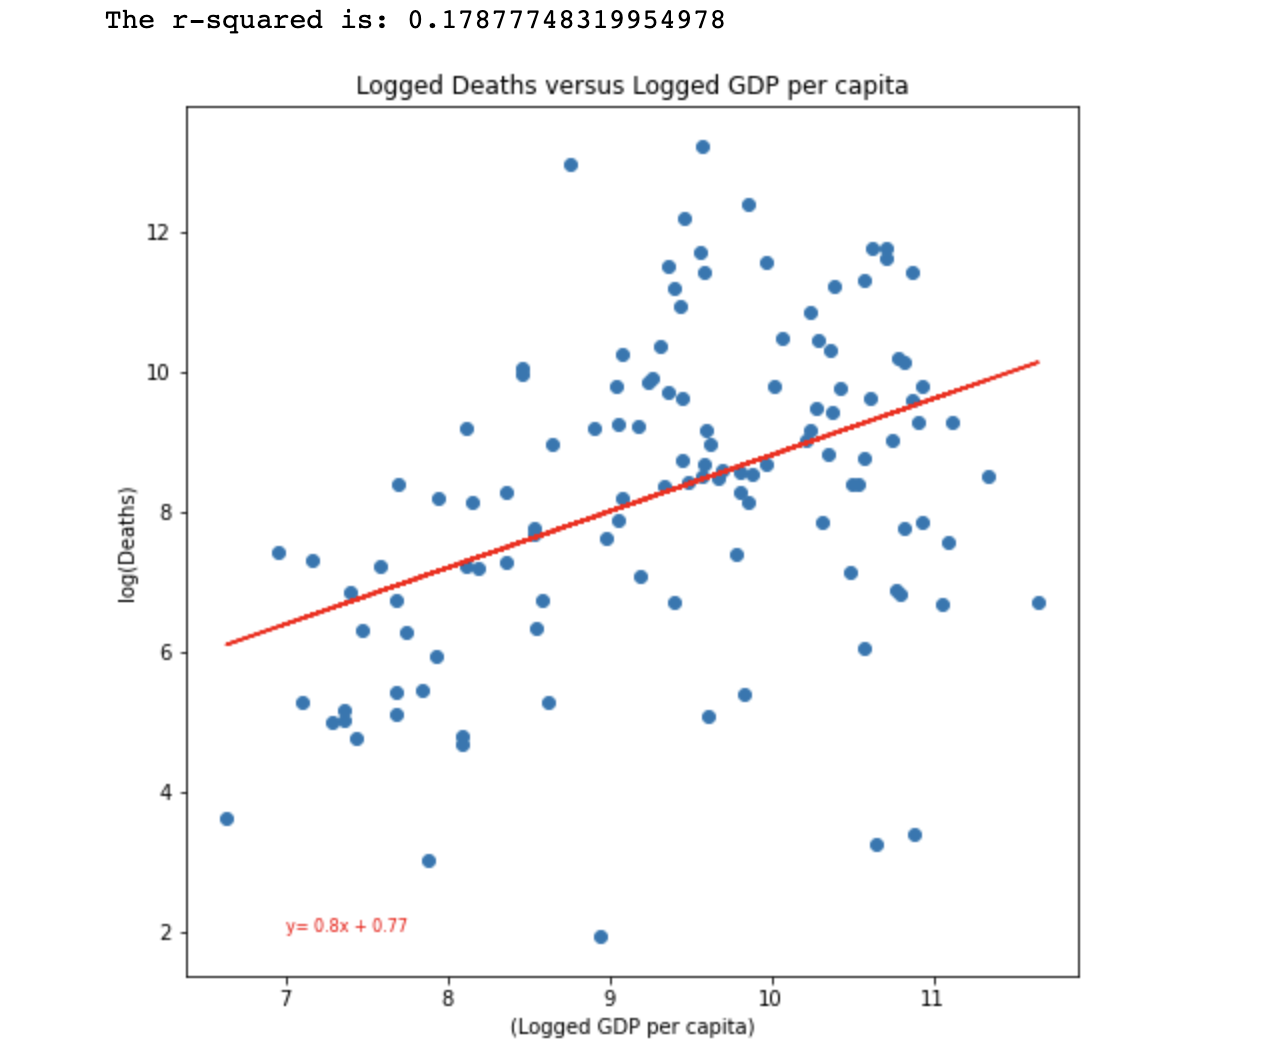 The r-squared is: 0.17877748319954978
Logged Deaths versus Logged GDP per capita
12
10
8
6
4
2
log(Deaths)
y= 0.8x + 0.77
7 8 9 10 11
(Logged GDP per capita)